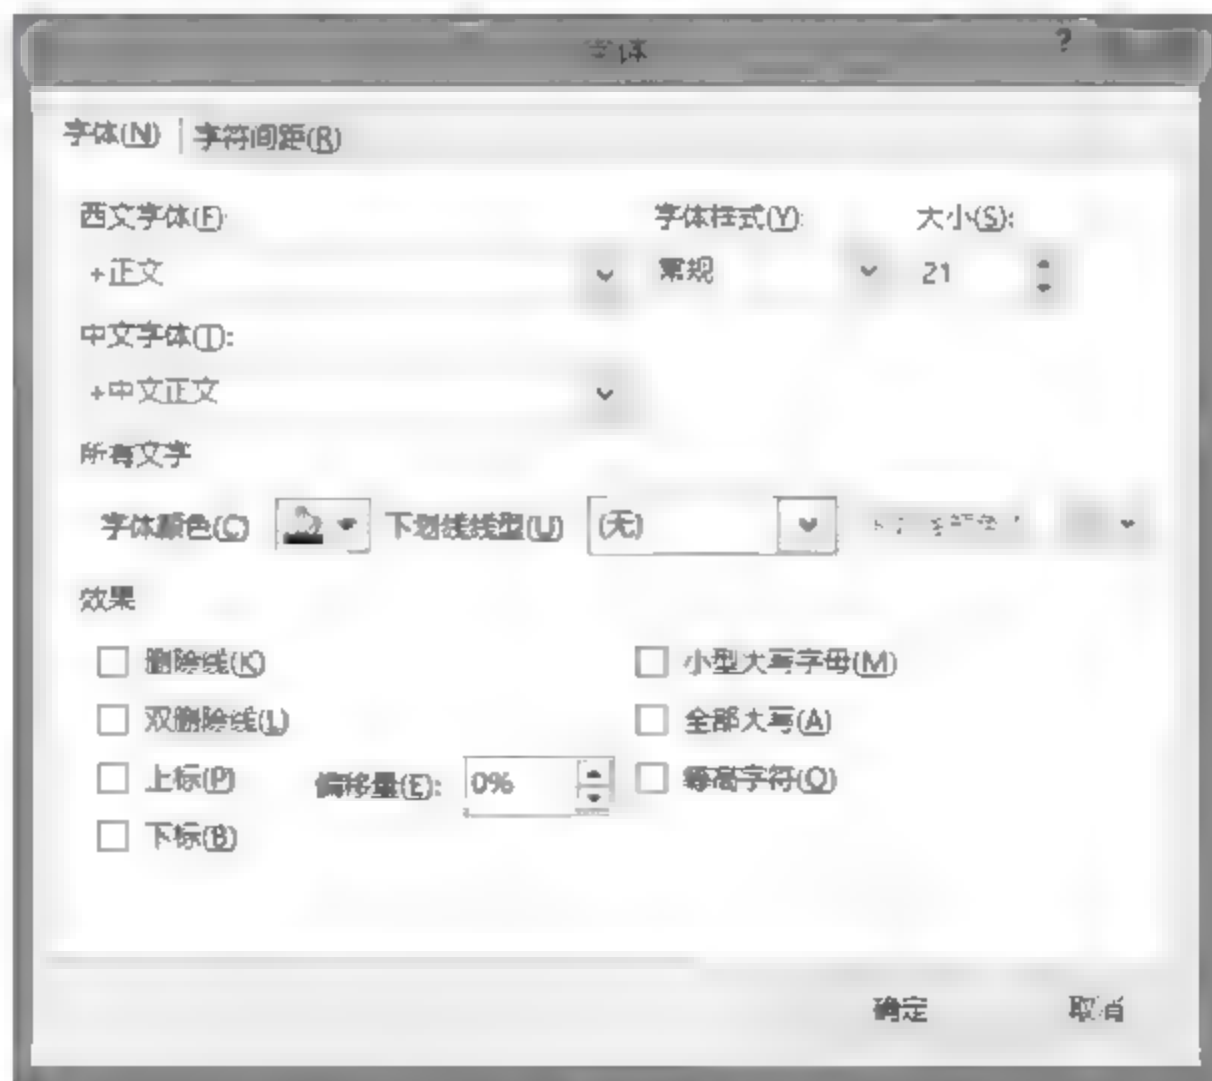 字体 ?
字体(N) 字符间距(R)
西文字体(F): 字体样式(Y): 大小(S):
+正文 常规 21
中文字体(T):
+中文正文
所有文字
字体颜色(C) 下划线线型(U) (无)
效果
删除线(K) 小型大写字母(M)
双删除线(L) 全部大写(A)
上标(P) 偏移量(E): 0% 等高字符(Q)
下标(B)
确定 取消